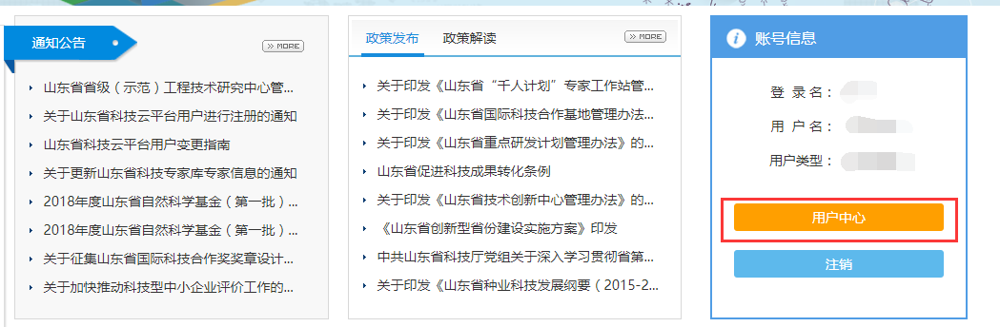 通知公告
MORE
山东省省级（示范）工程技术研究中心管...
关于山东省科技云平台用户进行注册的通知
山东省科技云平台用户变更指南
关于更新山东省科技专家库专家信息的通知
2018年度山东省自然科学基金（第一批）...
2018年度山东省自然科学基金（第一批）...
关于征集山东省国际科技合作奖奖章设计...
关于加快推动科技型中小企业评价工作的...
政策发布 政策解读
MORE
关于印发《山东省“千人计划”专家工作站管...
关于印发《山东省国际科技合作基地管理办法...
关于印发《山东省重点研发计划管理办法》的...
山东省促进科技成果转化条例
关于印发《山东省技术创新中心管理办法》的...
《山东省创新型省份建设实施方案》印发
中共山东省科技厅党组关于深入学习贯彻省第...
关于印发《山东省种业科技发展纲要（2015-2...
账号信息
登 录 名：
用 户 名：
用户类型：
用户中心
注销